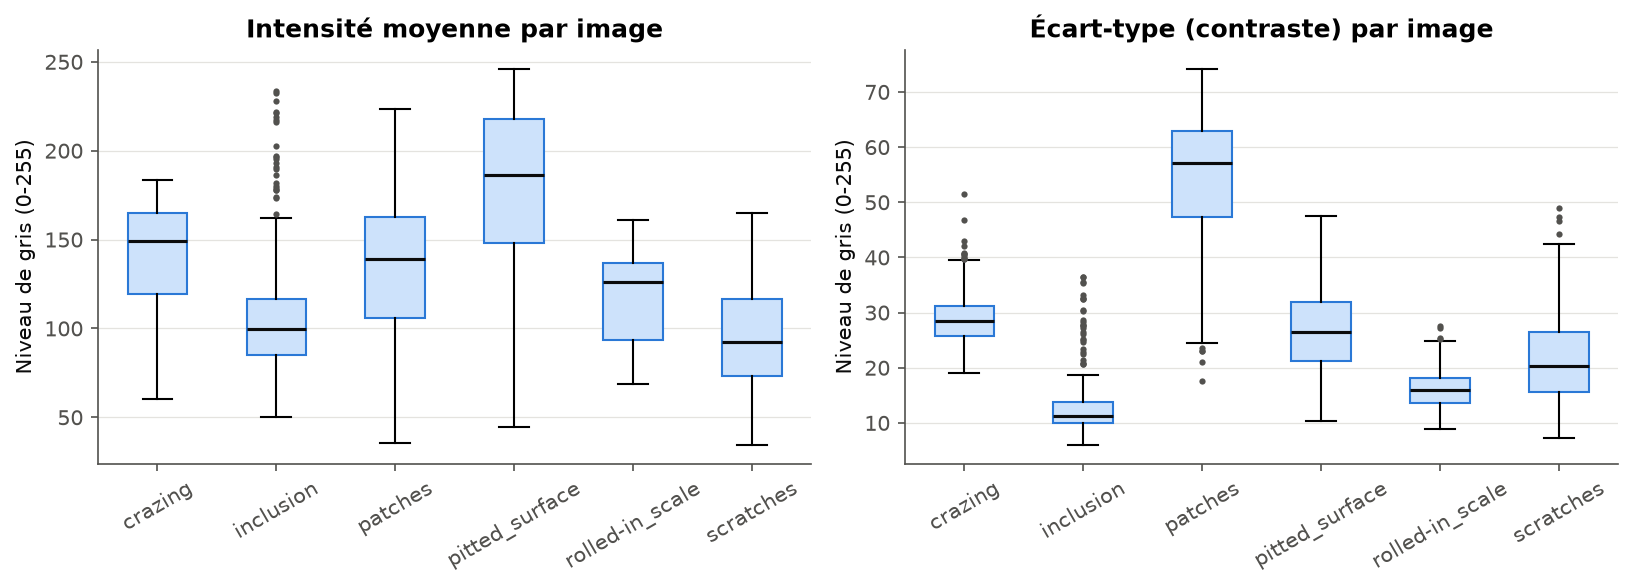 Intensité moyenne par image
Niveau de gris (0-255)
250
200
150
100
50
crazing
inclusion
patches
pitted_surface
rolled-in_scale
scratches
Écart-type (contraste) par image
Niveau de gris (0-255)
70
60
50
40
30
20
10
crazing
inclusion
patches
pitted_surface
rolled-in_scale
scratches